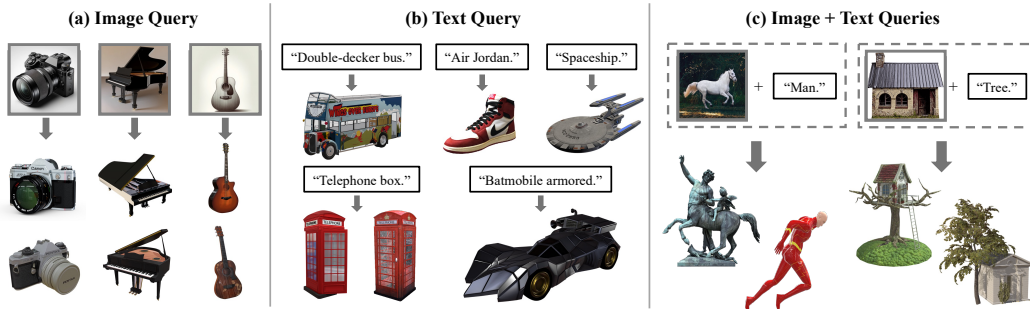 (a) Image Query
(b) Text Query
“Double-decker bus.”
“Air Jordan.”
“Spaceship.”
“Telephone box.”
“Batmobile armored.”
TELEPHONE
(c) Image + Text Queries
+
“Man.”
+
“Tree.”